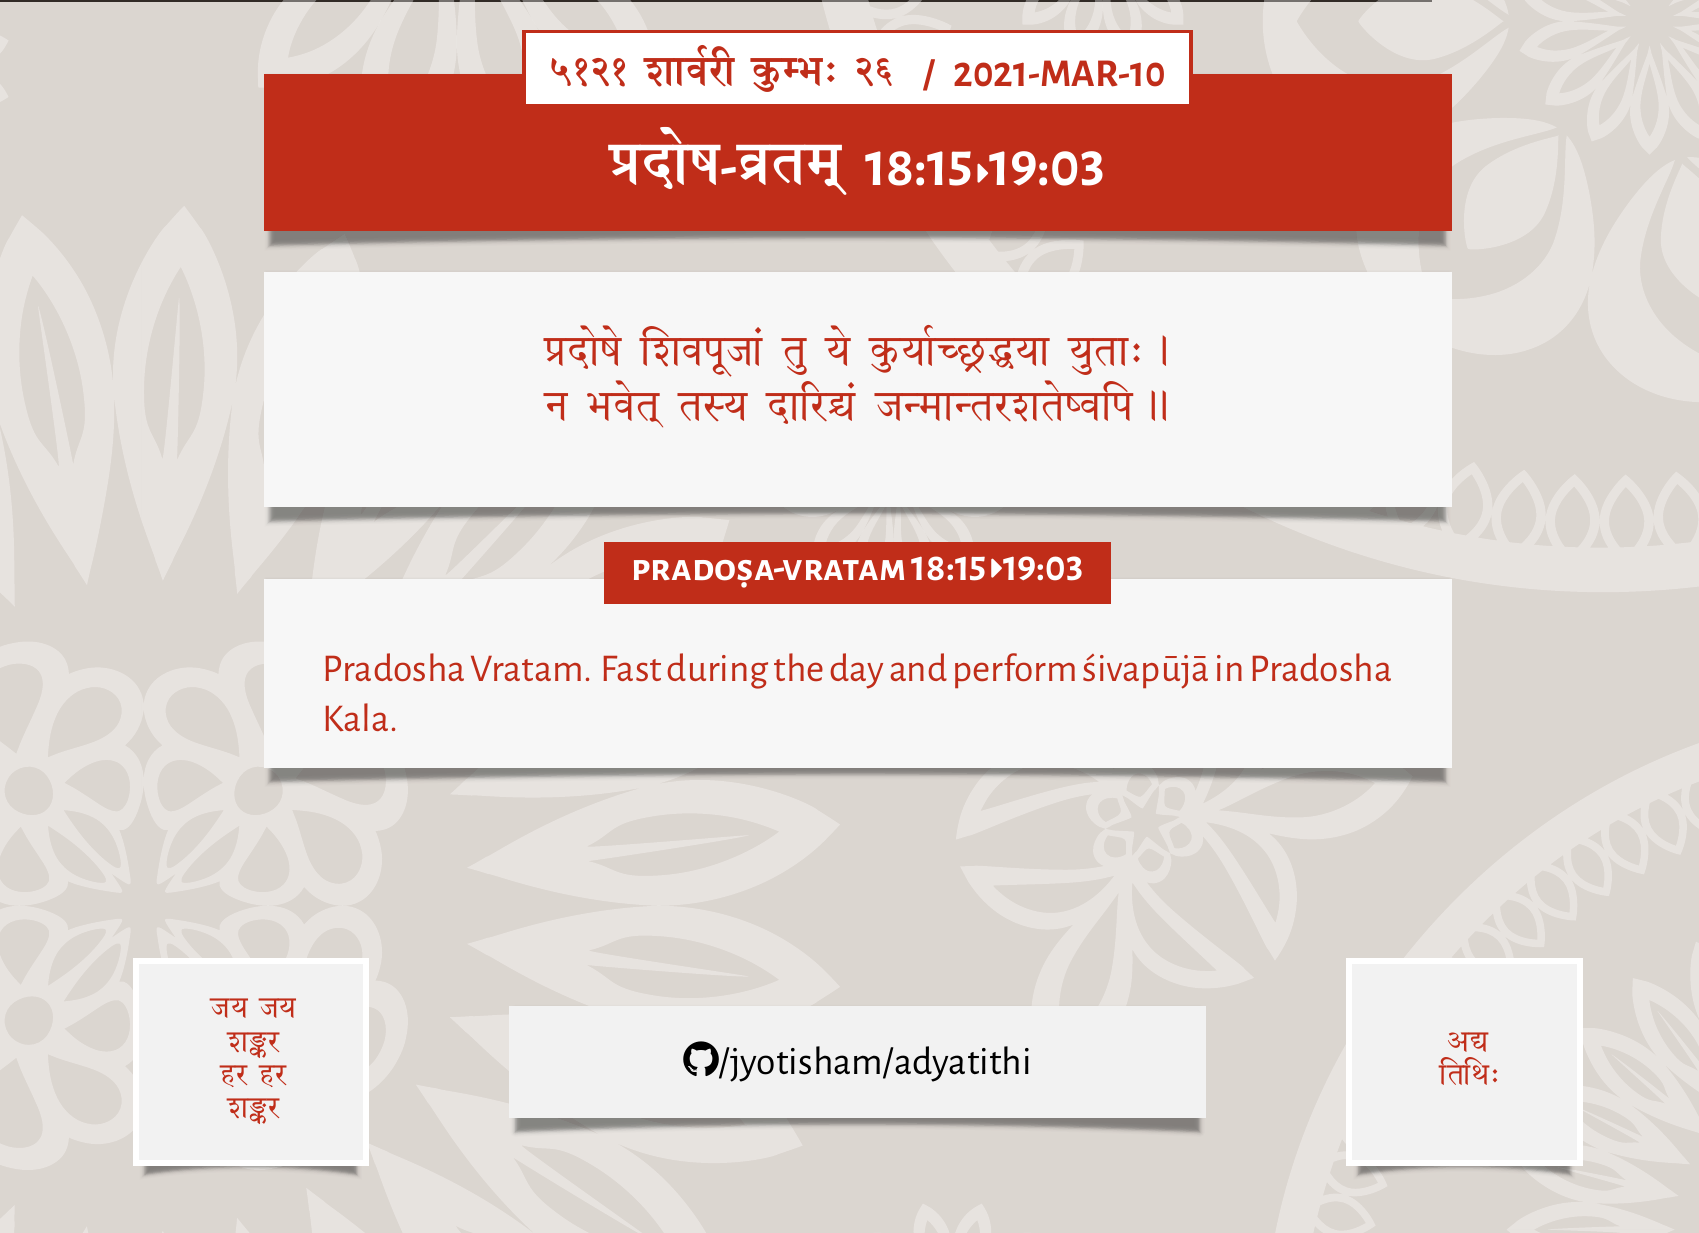 ५१२१ शार्वरी कुम्भः २६ / 2021-MAR-10
प्रदोष-व्रतम् 18:15▸19:03
प्रदोषे शिवपूजां तु ये कुर्याच्छ्रद्धया युताः ।
न भवेत् तस्य दारिद्र्यं जन्मान्तरशतेष्वपि ॥
PRADOṢA-VRATAM 18:15▸19:03
Pradosha Vratam. Fast during the day and perform śivapūjā in Pradosha
Kala.
जय जय
शङ्कर
हर हर
शङ्कर
/jyotisham/adyatithi
अद्य
तिथिः